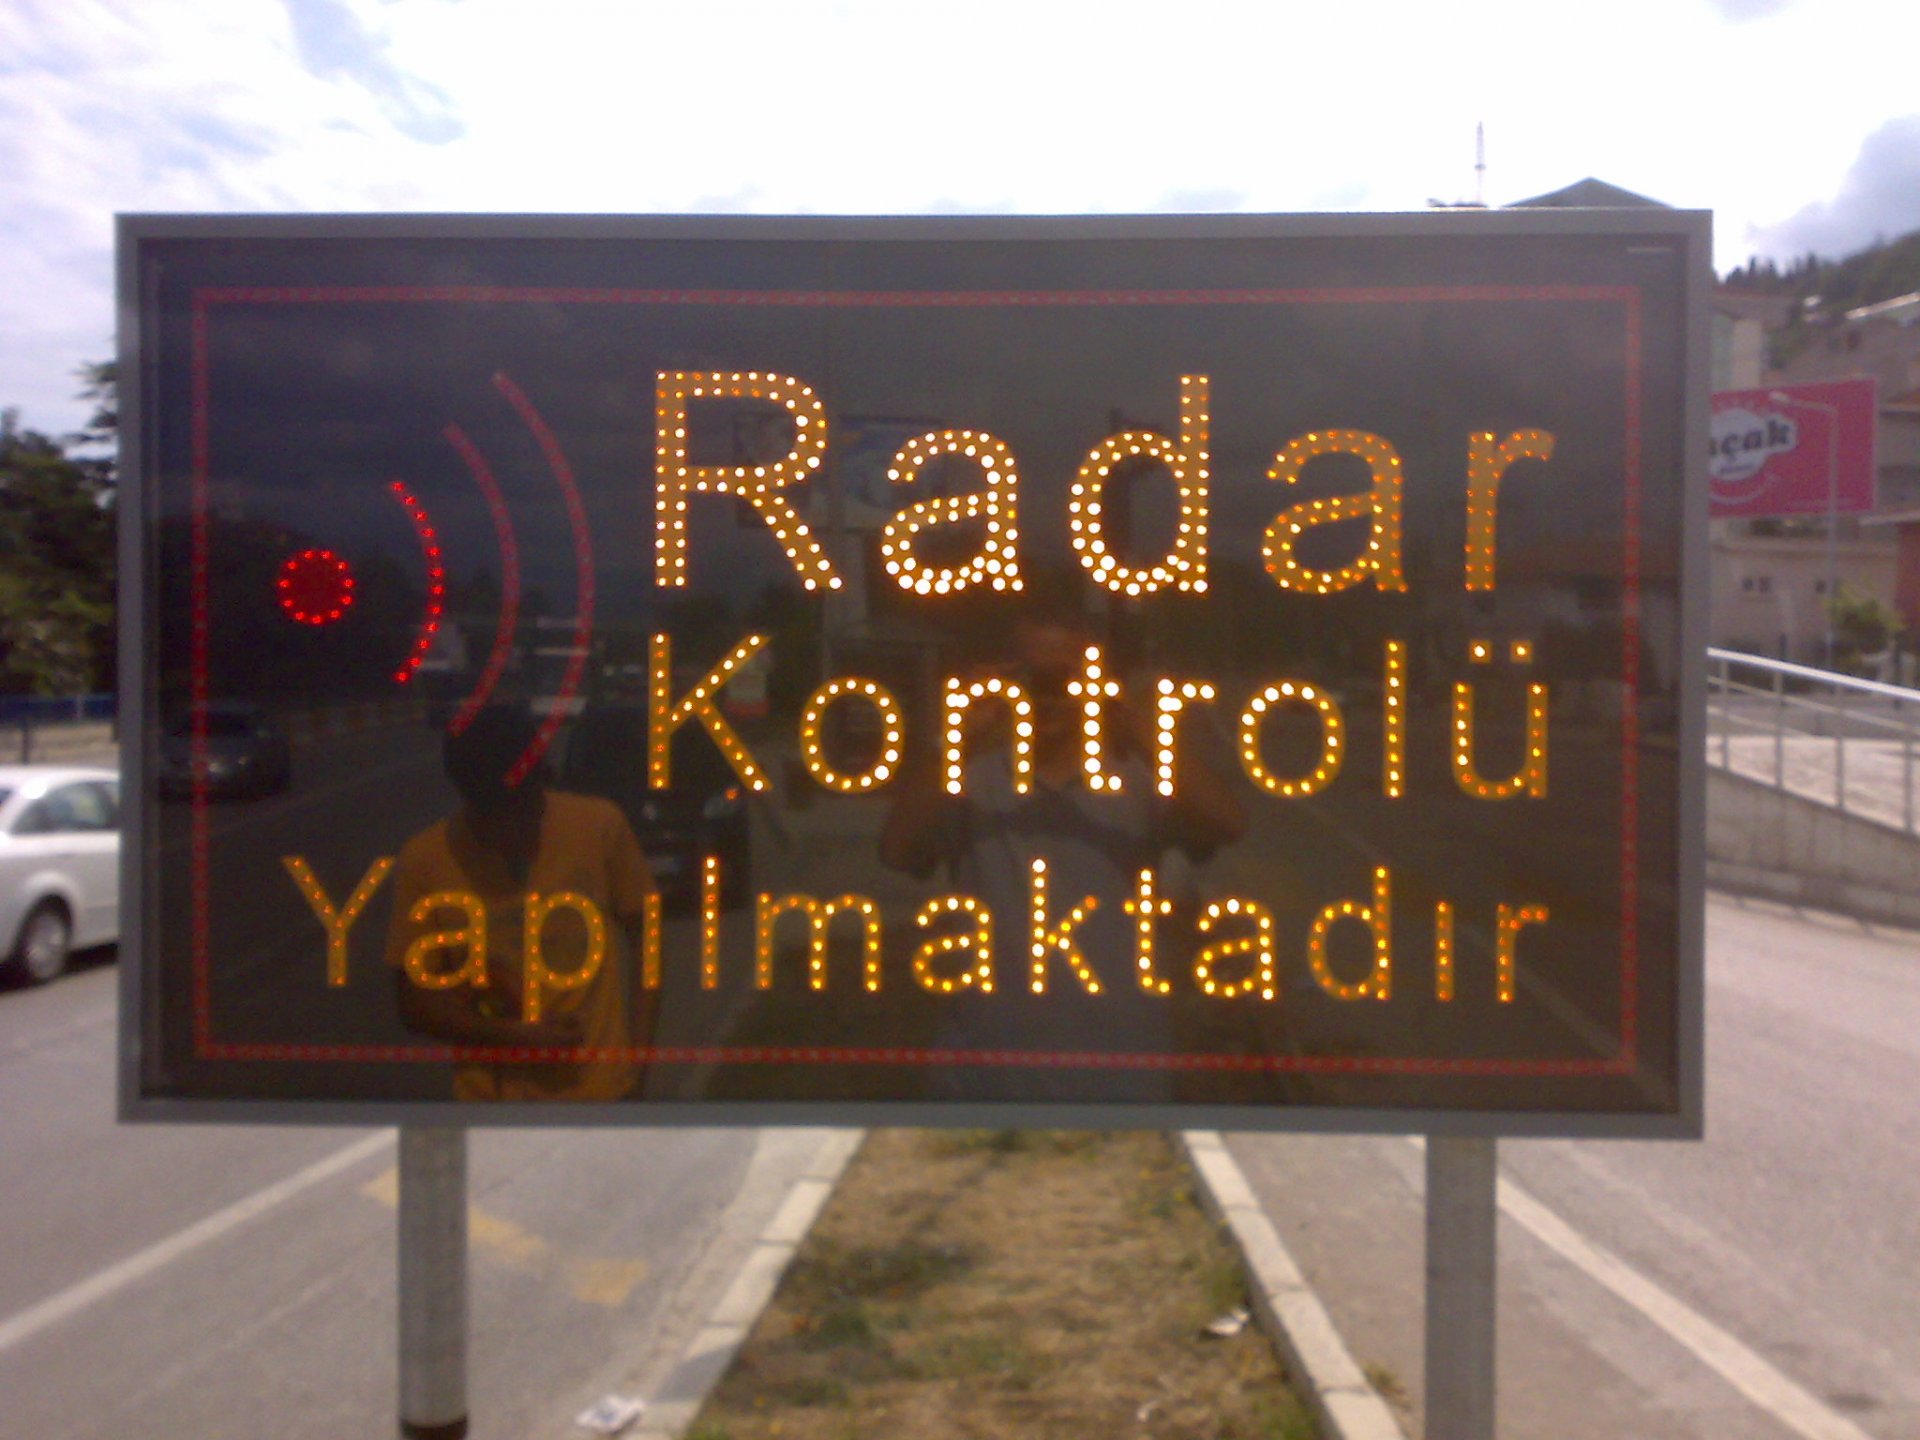 Radar
Kontrolü
Yapılmaktadır